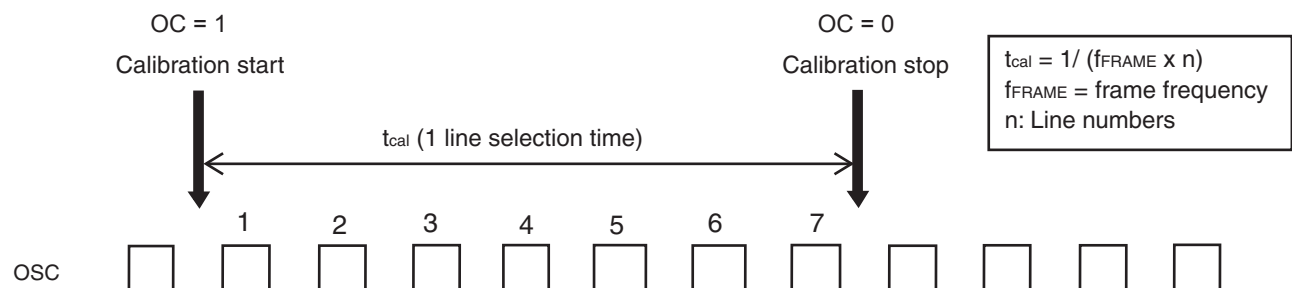 OC = 1
Calibration start
OC = 0
Calibration stop
tcal = 1/ (fFRAME x n)
fFRAME = frame frequency
n: Line numbers
tcal (1 line selection time)
1 2 3 4 5 6 7
OSC